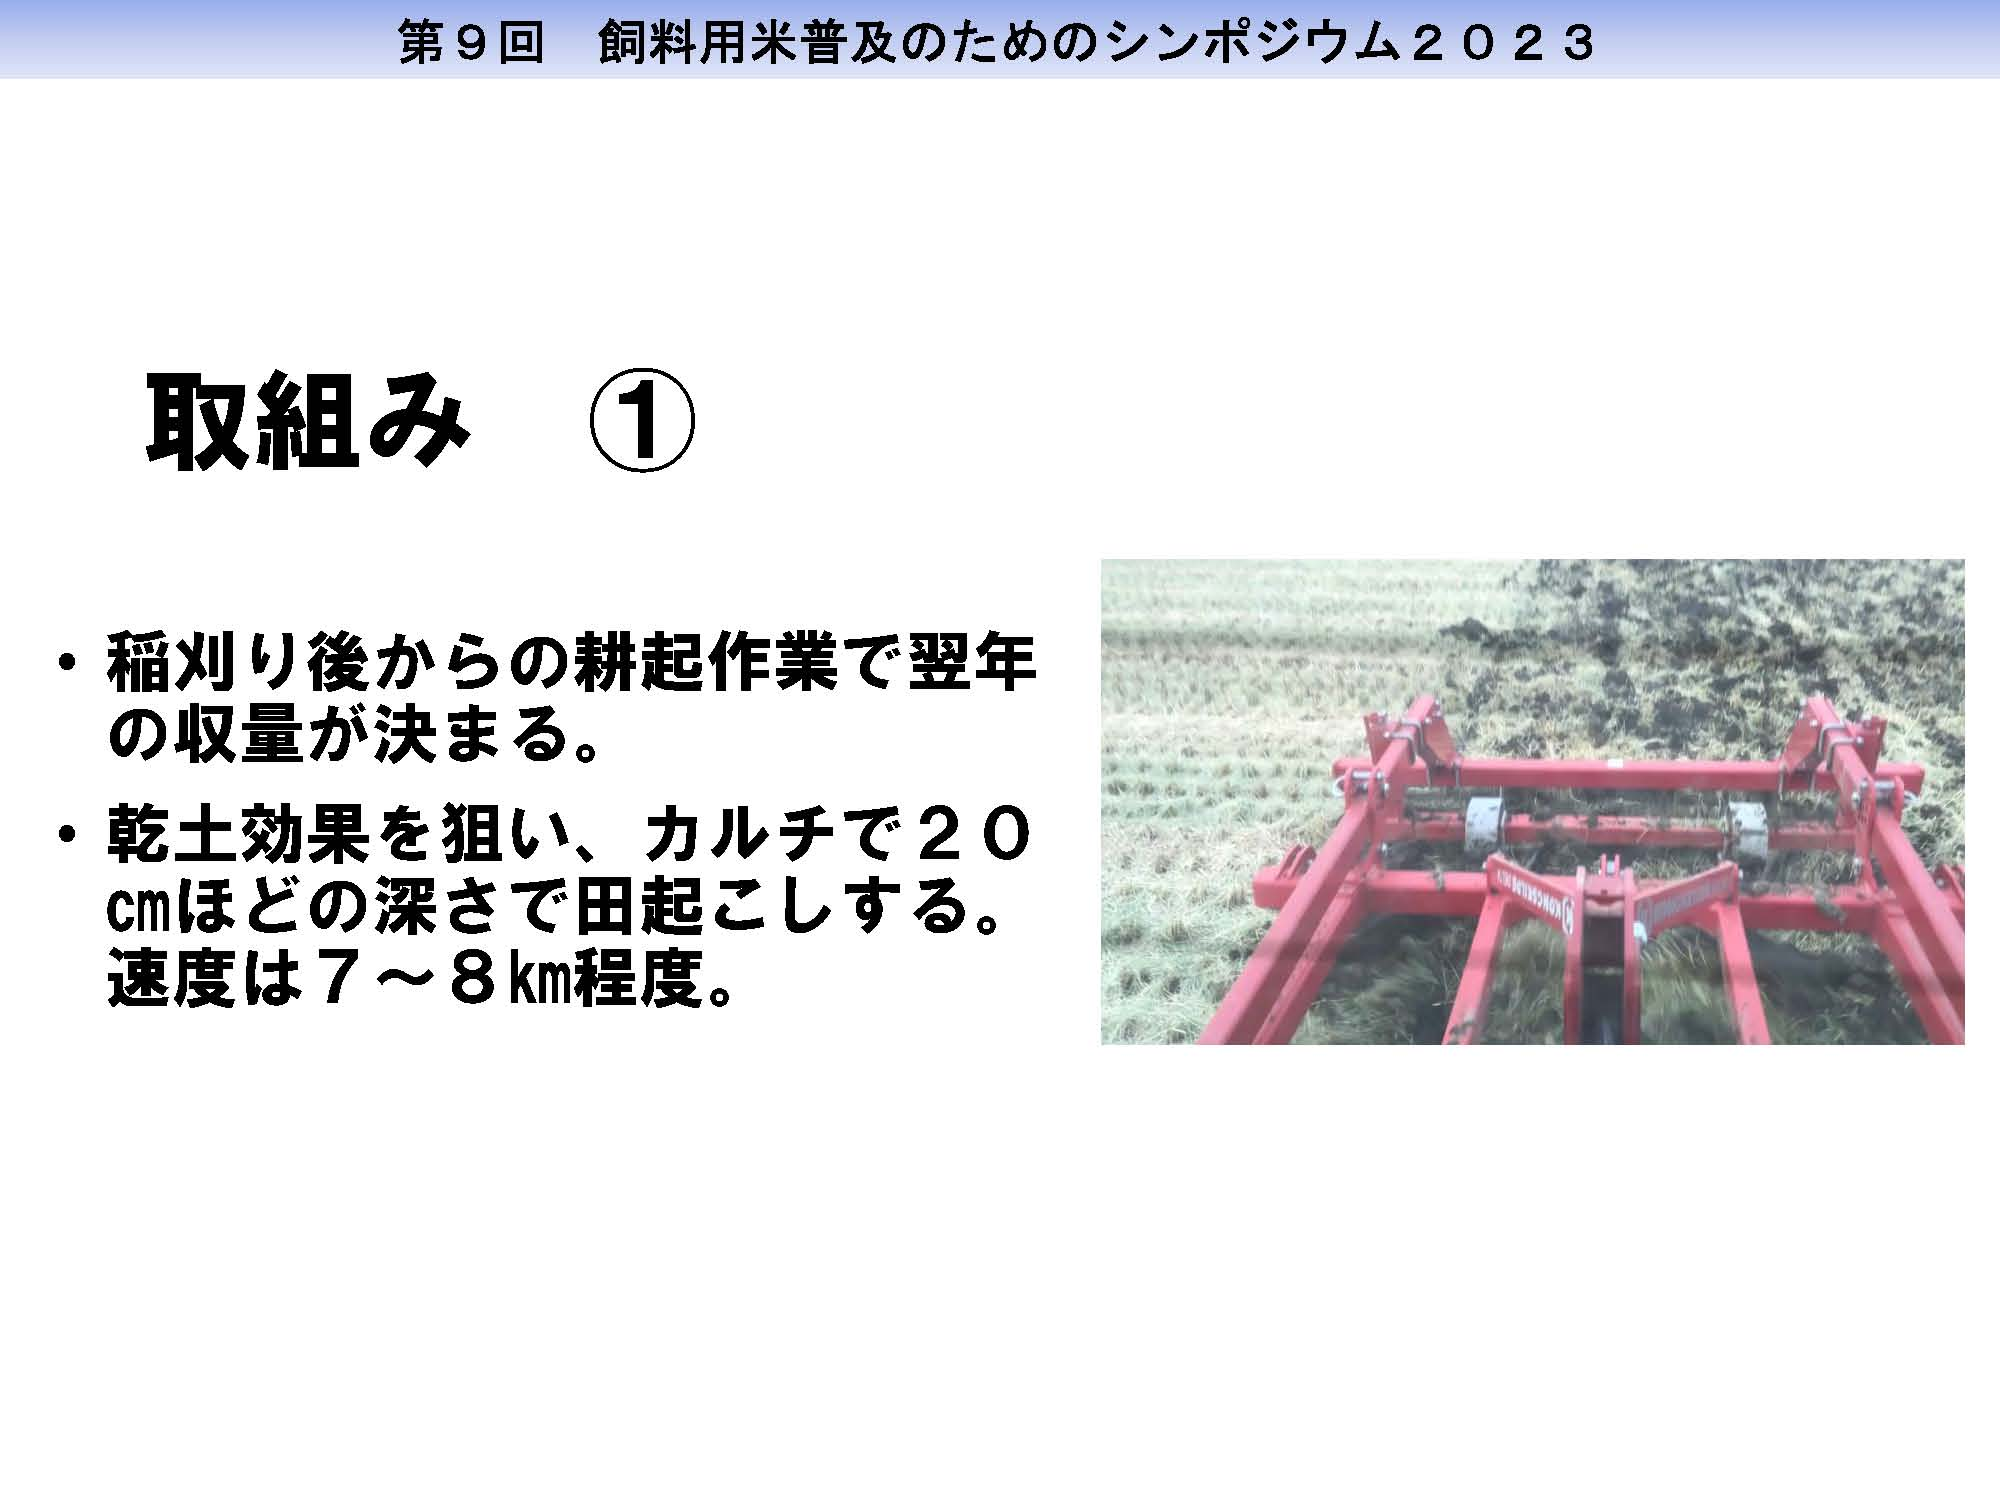 第９回　飼料用米普及のためのシンポジウム２０２３
取組み　①
・稲刈り後からの耕起作業で翌年
の収量が決まる。
・乾土効果を狙い、カルチで２０
㎝ほどの深さで田起こしする。
速度は７～８㎞程度。
KONGSKILDE